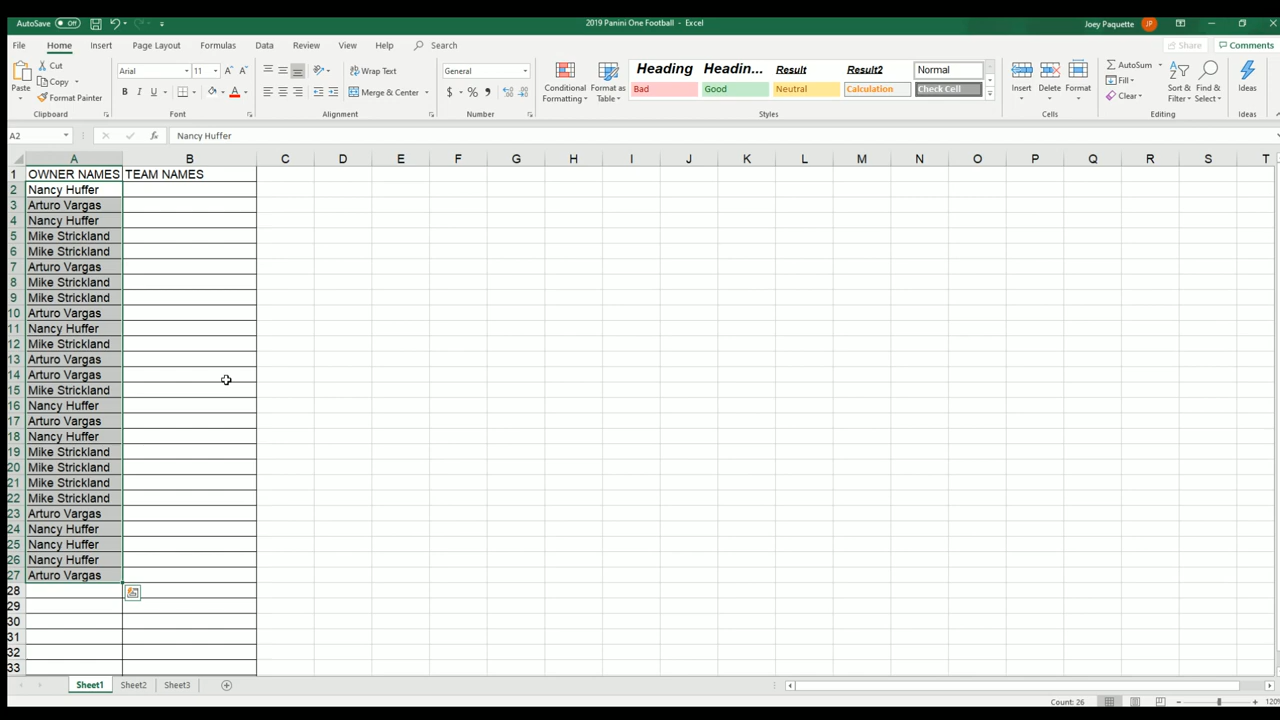 AutoSave Off 2019 Panini One Football - Excel Joey Paquette JP
File Home Insert Page Layout Formulas Data Review View Help Search Share Comments
Cut Arial 11 A A Wrap Text General Heading Headin... Result Result2 Normal AutoSum
Copy Fill
Paste Format Painter B I U A Merge & Center $ % , Conditional Formatting Format as Table Bad Good Neutral Calculation Check Cell Insert Delete Format Clear Sort & Filter Find & Select Ideas
Clipboard Font Alignment Number Styles Cells Editing Ideas
A2 fx Nancy Huffer
A B C D E F G H I J K L M N O P Q R S T
1 OWNER NAMES TEAM NAMES
2 Nancy Huffer
3 Arturo Vargas
4 Nancy Huffer
5 Mike Strickland
6 Mike Strickland
7 Arturo Vargas
8 Mike Strickland
9 Mike Strickland
10 Arturo Vargas
11 Nancy Huffer
12 Mike Strickland
13 Arturo Vargas
14 Arturo Vargas
15 Mike Strickland
16 Nancy Huffer
17 Arturo Vargas
18 Nancy Huffer
19 Mike Strickland
20 Mike Strickland
21 Mike Strickland
22 Mike Strickland
23 Arturo Vargas
24 Nancy Huffer
25 Nancy Huffer
26 Nancy Huffer
27 Arturo Vargas
28
29
30
31
32
33
Sheet1 Sheet2 Sheet3
Count: 26 120